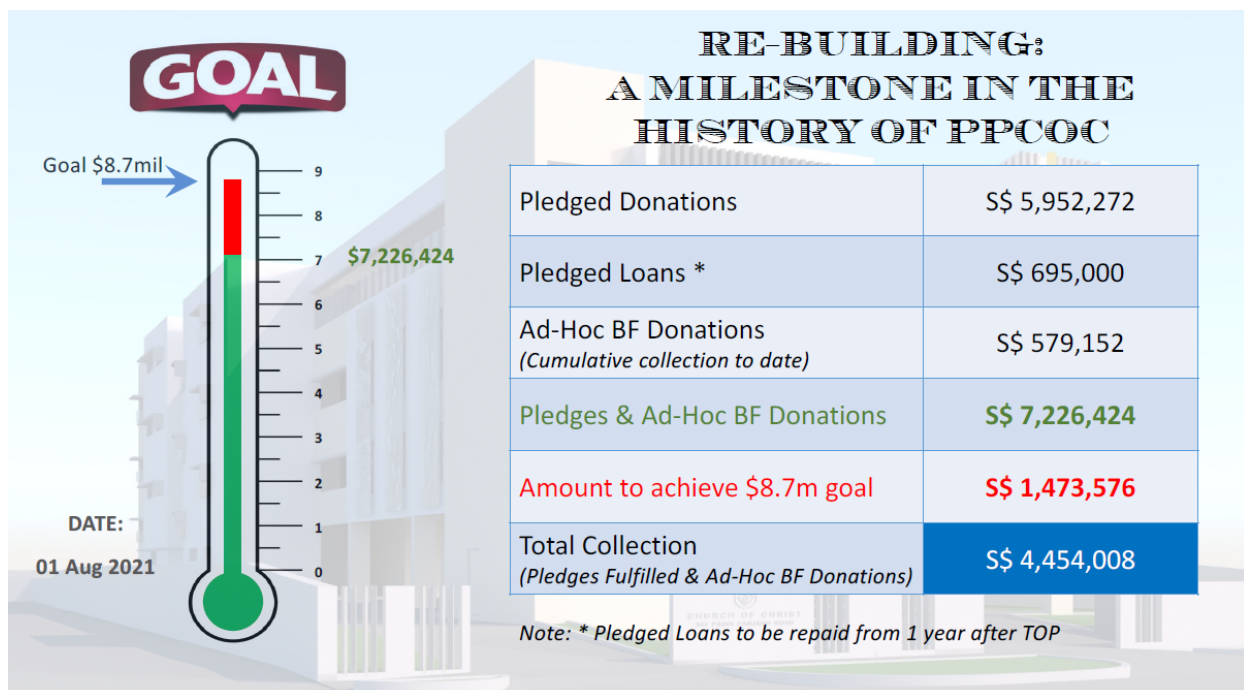 GOAL
Goal $8.7mil
9
8
7
6
5
4
3
2
1
0
$7,226,424
DATE:
01 Aug 2021
RE-BUILDING:
A MILESTONE IN THE
HISTORY OF PPCOC
Pledged Donations S$ 5,952,272
Pledged Loans * S$ 695,000
Ad-Hoc BF Donations
(Cumulative collection to date) S$ 579,152
Pledges & Ad-Hoc BF Donations S$ 7,226,424
Amount to achieve $8.7m goal S$ 1,473,576
Total Collection
(Pledges Fulfilled & Ad-Hoc BF Donations) S$ 4,454,008
CHURCH OF CHRIST
Note: * Pledged Loans to be repaid from 1 year after TOP